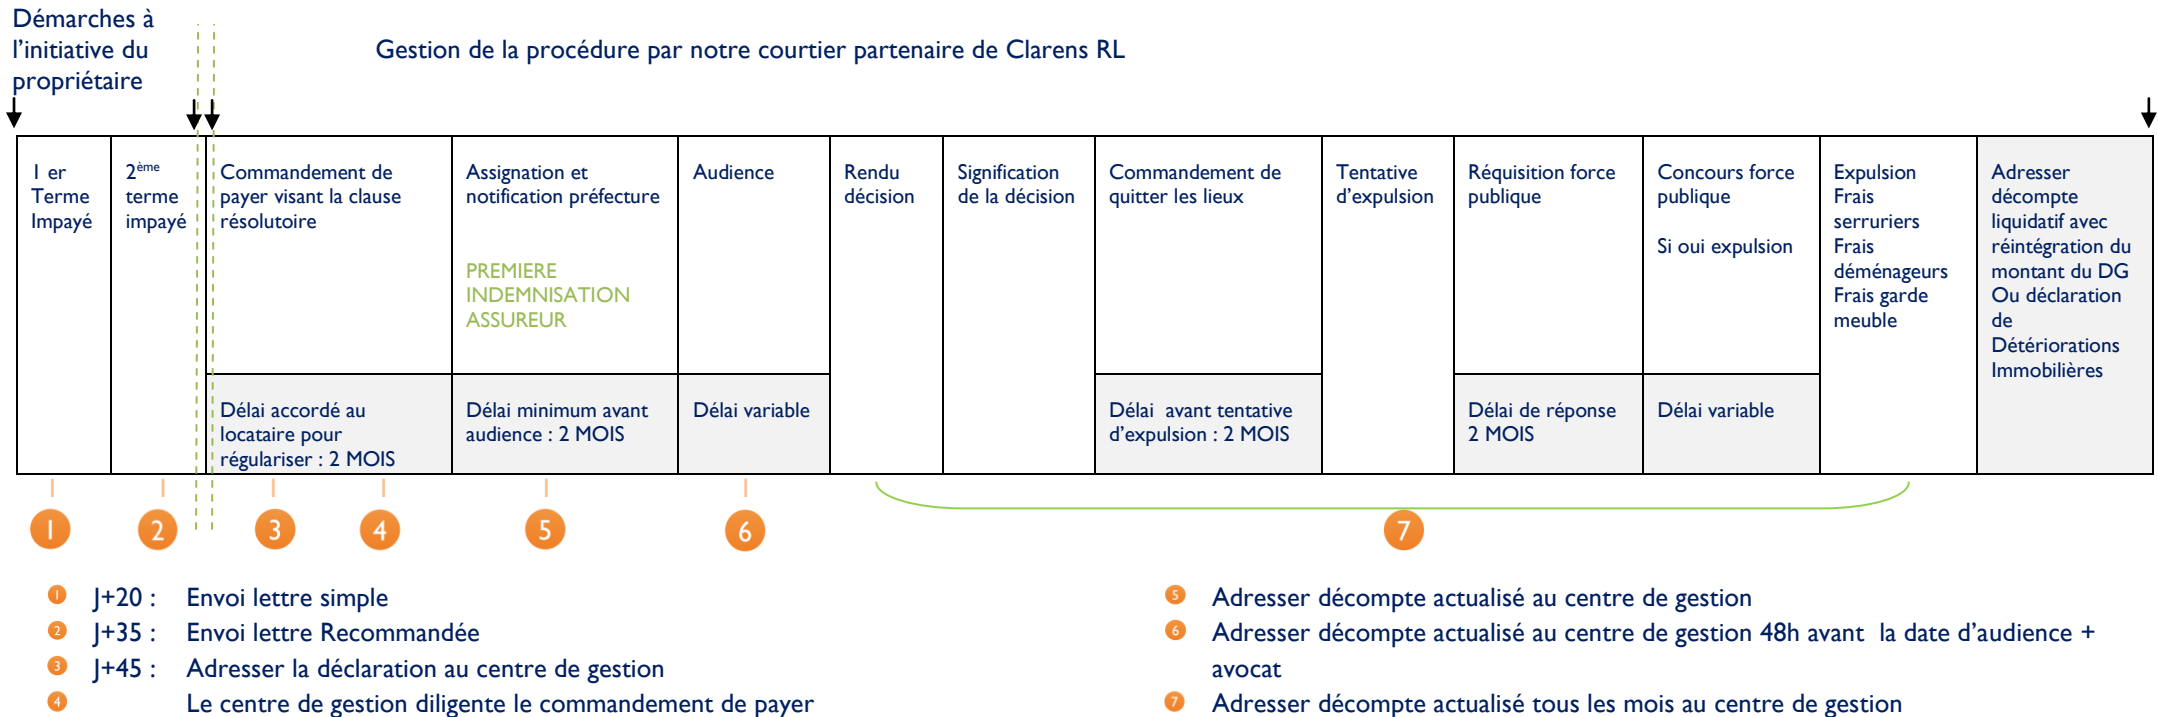 Démarches à
l’initiative du
propriétaire
Gestion de la procédure par notre courtier partenaire de Clarens RL
1 er
Terme
Impayé
2ème
terme
impayé
Commandement de
payer visant la clause
résolutoire
Assignation et
notification préfecture
PREMIERE
INDEMNISATION
ASSUREUR
Audience
Rendu
décision
Signification
de la décision
Commandement de
quitter les lieux
Tentative
d’expulsion
Réquisition force
publique
Concours force
publique
Si oui expulsion
Expulsion
Frais
serruriers
Frais
déménageurs
Frais garde
meuble
Adresser
décompte
liquidatif avec
réintégration du
montant du DG
Ou déclaration
de
Détériorations
Immobilières
Délai accordé au
locataire pour
régulariser : 2 MOIS
Délai minimum avant
audience : 2 MOIS
Délai variable
Délai avant tentative
d’expulsion : 2 MOIS
Délai de réponse
2 MOIS
Délai variable
1
2
3
4
5
6
7
1 J+20 : Envoi lettre simple
2 J+35 : Envoi lettre Recommandée
3 J+45 : Adresser la déclaration au centre de gestion
4 Le centre de gestion diligente le commandement de payer
5 Adresser décompte actualisé au centre de gestion
6 Adresser décompte actualisé au centre de gestion 48h avant la date d’audience +
avocat
7 Adresser décompte actualisé tous les mois au centre de gestion